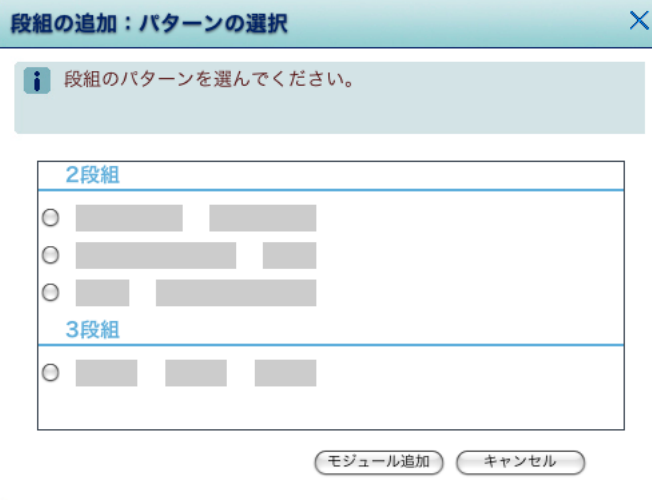 段組の追加：パターンの選択
段組のパターンを選んでください。
2段組
3段組
モジュール追加
キャンセル